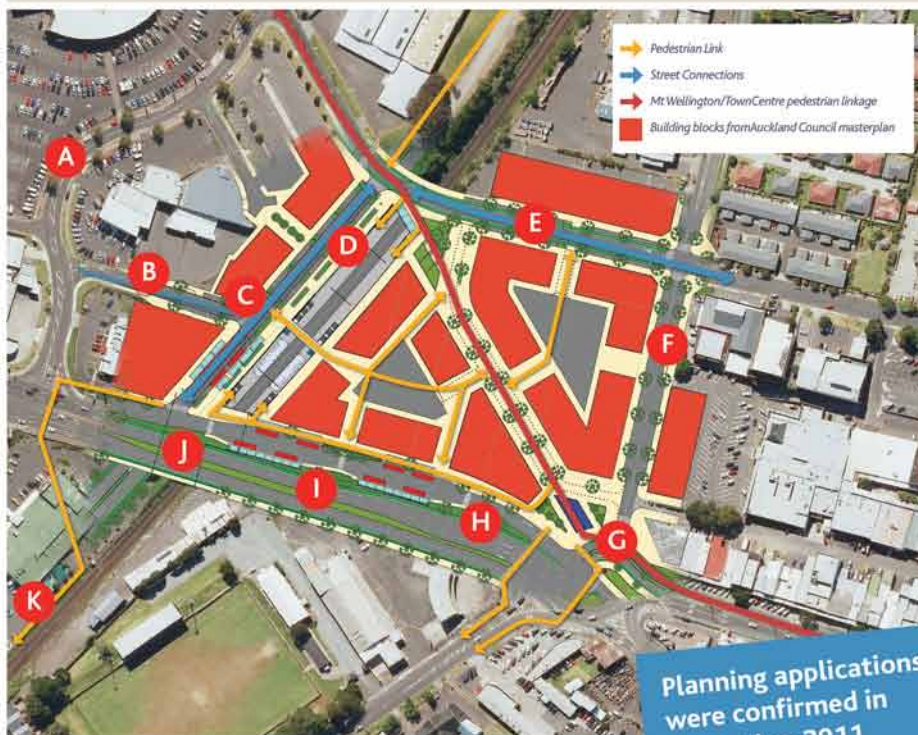 Pedestrian Link
Street Connections
Mt Wellington/TownCentre pedestrian linkage
Building blocks fromAuckland Council masterplan
A
B
C
D
E
F
G
H
I
J
K
Planning applications
were confirmed in
2011